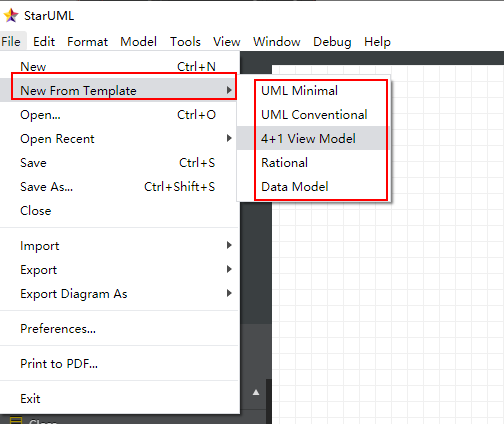 StarUML
File Edit Format Model Tools View Window Debug Help
New Ctrl+N
New From Template
Open... Ctrl+O
Open Recent
Save Ctrl+S
Save As... Ctrl+Shift+S
Close
Import
Export
Export Diagram As
Preferences...
Print to PDF...
Exit
UML Minimal
UML Conventional
4+1 View Model
Rational
Data Model
Class